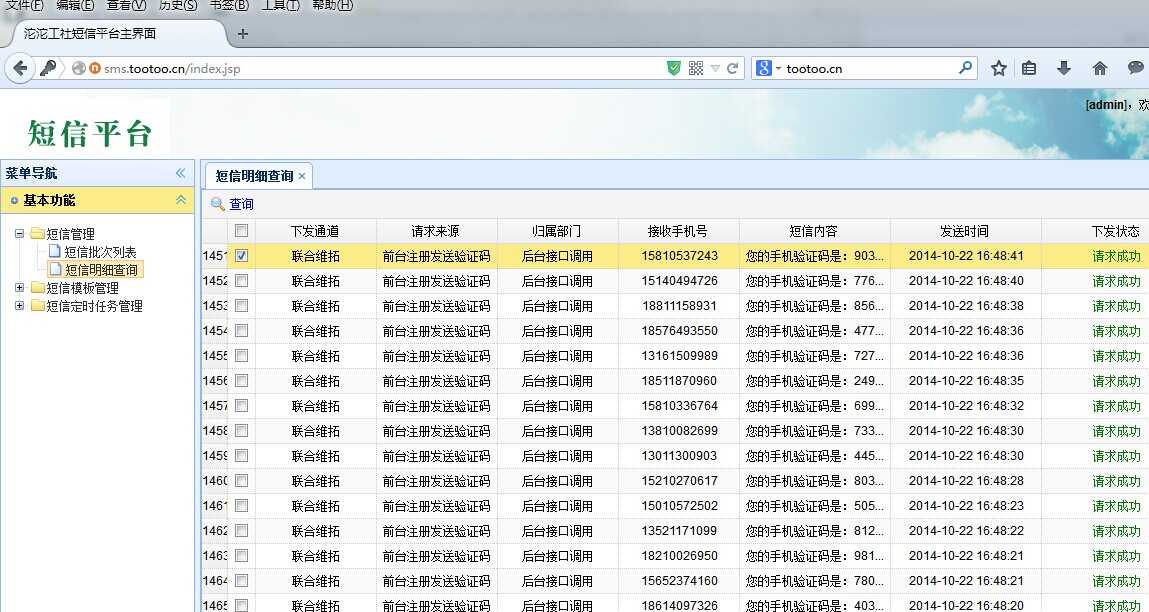 文件(F) 编辑(E) 查看(V) 历史(S) 书签(B) 工具(T) 帮助(H)
沱沱工社短信平台主界面
sms.tootoo.cn/index.jsp
8 tootoo.cn
短信平台
[admin]，欢
菜单导航
基本功能
短信管理
短信批次列表
短信明细查询
短信模板管理
短信定时任务管理
短信明细查询
查询
下发通道 请求来源 归属部门 接收手机号 短信内容 发送时间 下发状态
1451 联合维拓 前台注册发送验证码 后台接口调用 15810537243 您的手机验证码是：903... 2014-10-22 16:48:41 请求成功
1452 联合维拓 前台注册发送验证码 后台接口调用 15140494726 您的手机验证码是：776... 2014-10-22 16:48:40 请求成功
1453 联合维拓 前台注册发送验证码 后台接口调用 18811158931 您的手机验证码是：856... 2014-10-22 16:48:38 请求成功
1454 联合维拓 前台注册发送验证码 后台接口调用 18576493550 您的手机验证码是：477... 2014-10-22 16:48:36 请求成功
1455 联合维拓 前台注册发送验证码 后台接口调用 13161509989 您的手机验证码是：727... 2014-10-22 16:48:36 请求成功
1456 联合维拓 前台注册发送验证码 后台接口调用 18511870960 您的手机验证码是：249... 2014-10-22 16:48:35 请求成功
1457 联合维拓 前台注册发送验证码 后台接口调用 15810336764 您的手机验证码是：699... 2014-10-22 16:48:32 请求成功
1458 联合维拓 前台注册发送验证码 后台接口调用 13810082699 您的手机验证码是：733... 2014-10-22 16:48:30 请求成功
1459 联合维拓 前台注册发送验证码 后台接口调用 13011300903 您的手机验证码是：445... 2014-10-22 16:48:30 请求成功
1460 联合维拓 前台注册发送验证码 后台接口调用 15210270617 您的手机验证码是：803... 2014-10-22 16:48:28 请求成功
1461 联合维拓 前台注册发送验证码 后台接口调用 15010572502 您的手机验证码是：505... 2014-10-22 16:48:23 请求成功
1462 联合维拓 前台注册发送验证码 后台接口调用 13521171099 您的手机验证码是：812... 2014-10-22 16:48:22 请求成功
1463 联合维拓 前台注册发送验证码 后台接口调用 18210026950 您的手机验证码是：981... 2014-10-22 16:48:21 请求成功
1464 联合维拓 前台注册发送验证码 后台接口调用 15652374160 您的手机验证码是：780... 2014-10-22 16:48:21 请求成功
1465 联合维拓 前台注册发送验证码 后台接口调用 18614097326 您的手机验证码是：403... 2014-10-22 16:48:20 请求成功